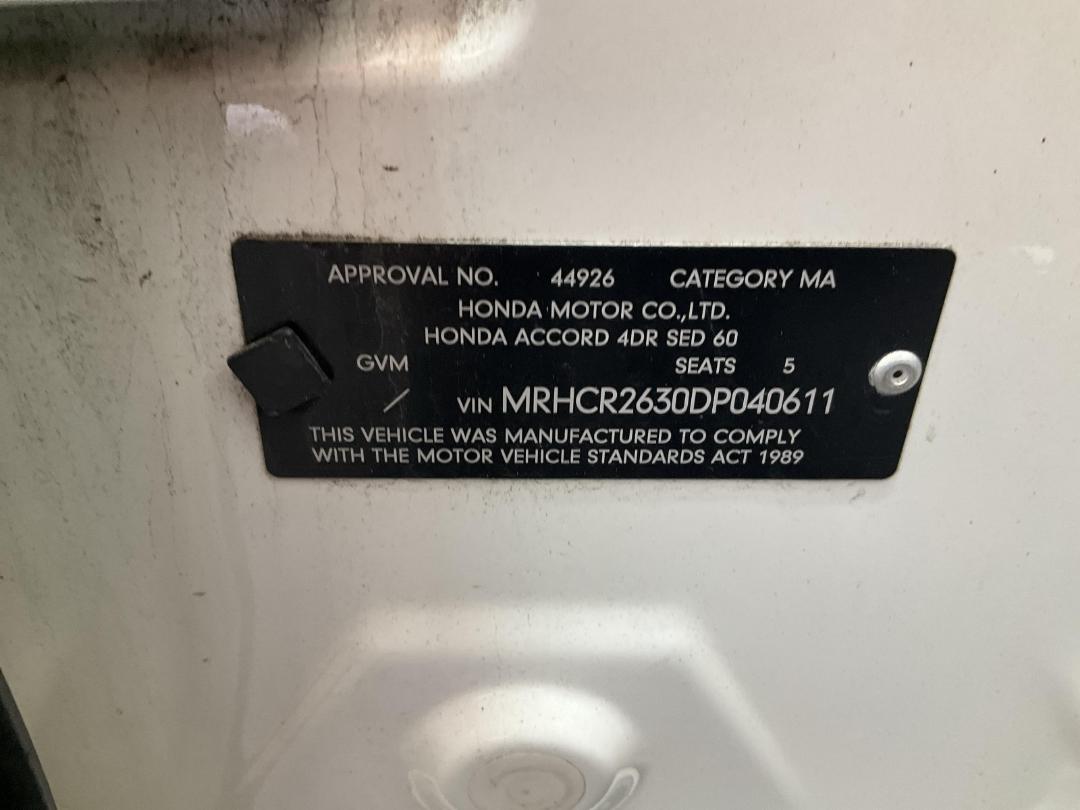 APPROVAL NO. 44926 CATEGORY MA
HONDA MOTOR CO.,LTD.
HONDA ACCORD 4DR SED 60
GVM SEATS 5
/ VIN MRHCR2630DP040611
THIS VEHICLE WAS MANUFACTURED TO COMPLY
WITH THE MOTOR VEHICLE STANDARDS ACT 1989